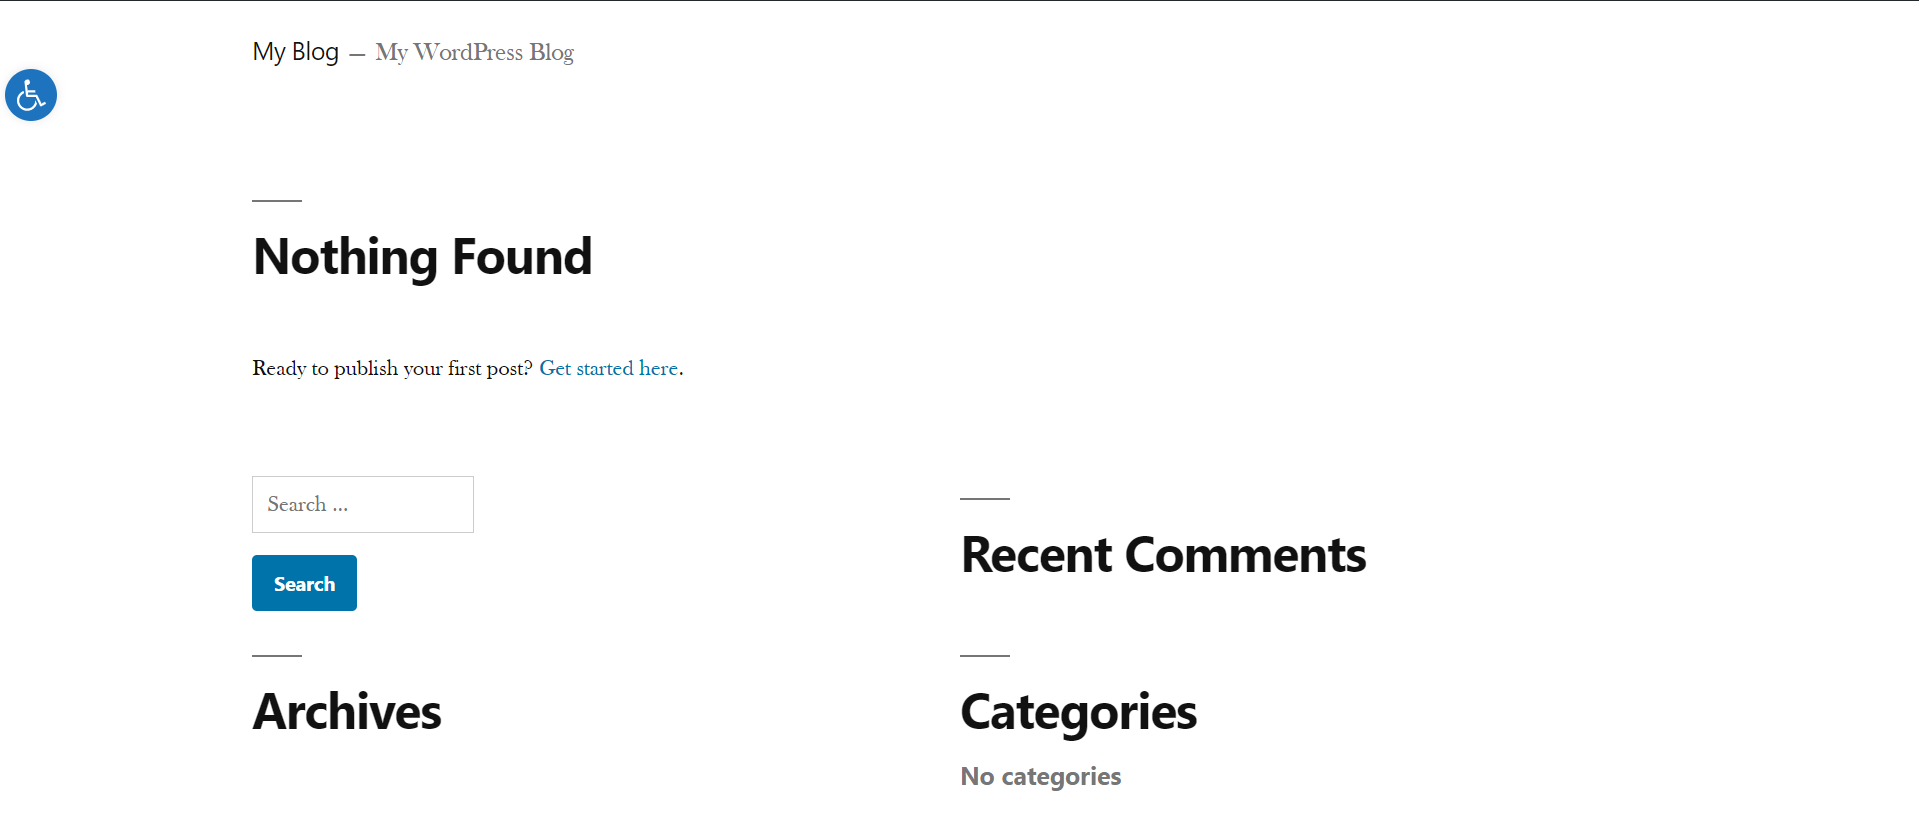 My Blog — My WordPress Blog
Nothing Found
Ready to publish your first post? Get started here.
Search ...
Search
Recent Comments
Archives
Categories
No categories